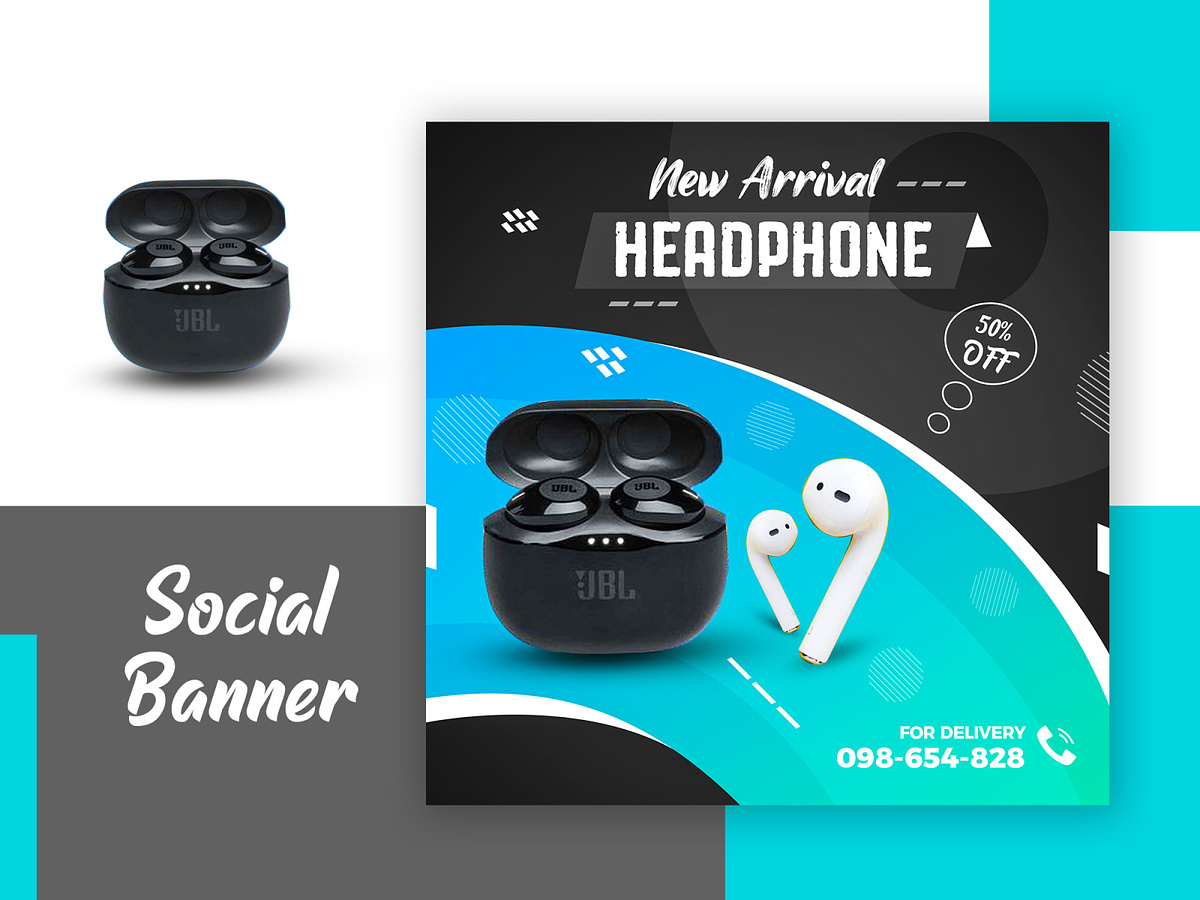 New Arrival
HEADPHONE
50%
OFF
JBL
JBL
JBL
JBL
JBL
JBL
Social
Banner
FOR DELIVERY
098-654-828